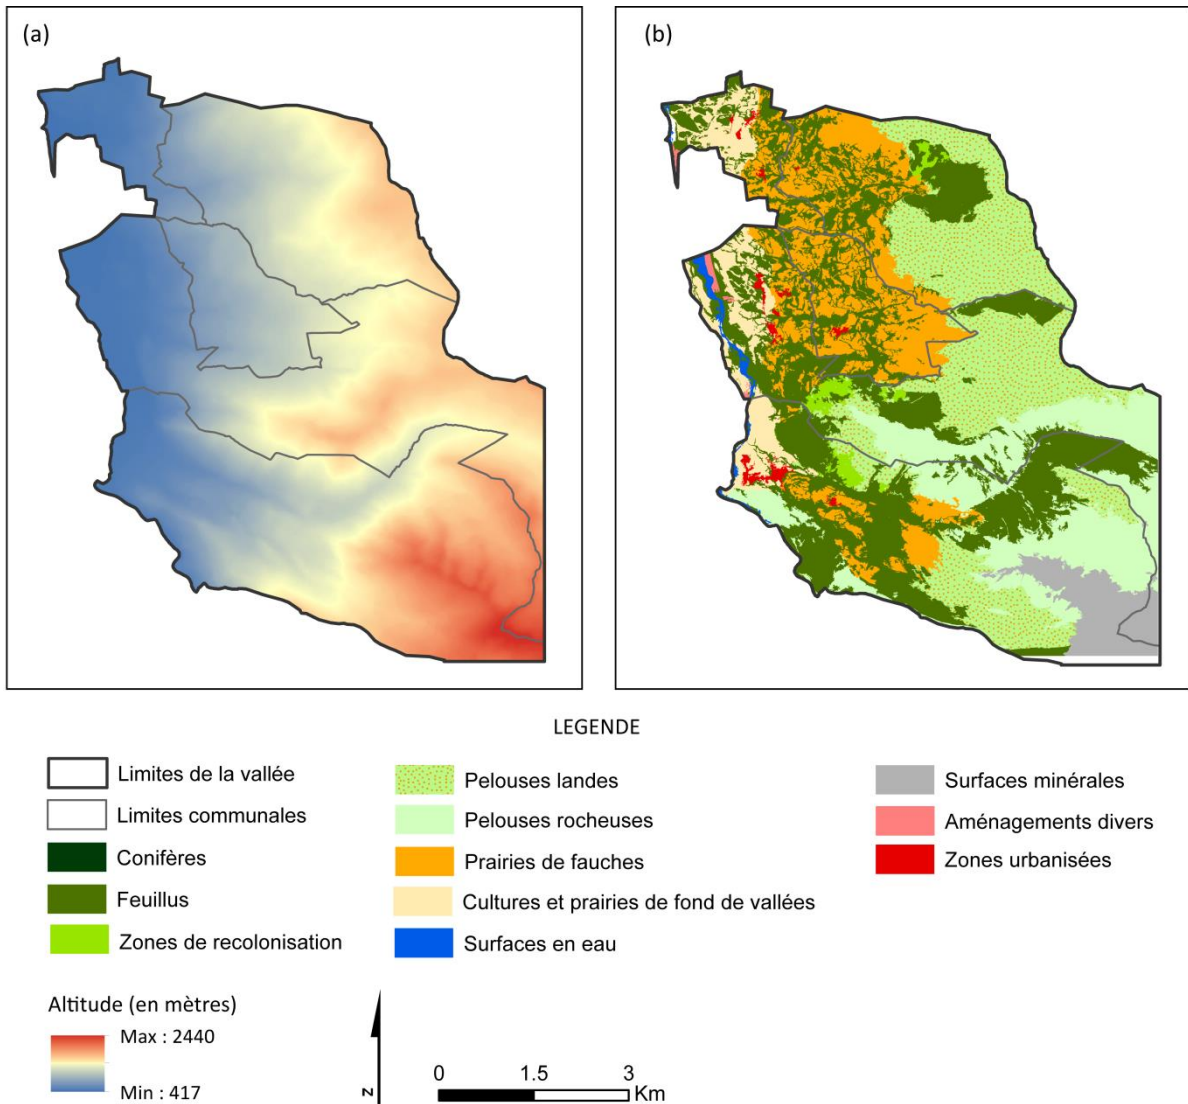 (a)
(b)
LEGENDE
Limites de la vallée
Limites communales
Conifères
Feuillus
Zones de recolonisation
Pelouses landes
Pelouses rocheuses
Prairies de fauches
Cultures et prairies de fond de vallées
Surfaces en eau
Surfaces minérales
Aménagements divers
Zones urbanisées
Altitude (en mètres)
Max : 2440
Min : 417
N
0 1.5 3
Km